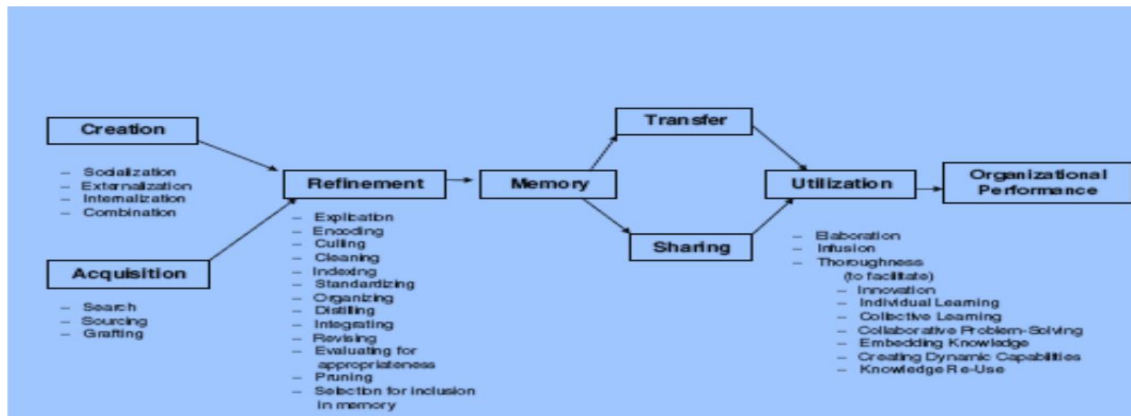 Creation
– Socialization
– Externalization
– Internalization
– Combination
Acquisition
– Search
– Sourcing
– Grafting
Refinement
– Explication
– Encoding
– Culling
– Cleaning
– Indexing
– Standardizing
– Organizing
– Distilling
– Integrating
– Revising
– Evaluating for
appropriateness
– Pruning
– Selection for inclusion
in memory
Memory
Transfer
Sharing
Utilization
– Elaboration
– Infusion
– Thoroughness
(to facilitate)
– Innovation
– Individual Learning
– Collective Learning
– Collaborative Problem-Solving
– Embedding Knowledge
– Creating Dynamic Capabilities
– Knowledge Re-Use
Organizational
Performance